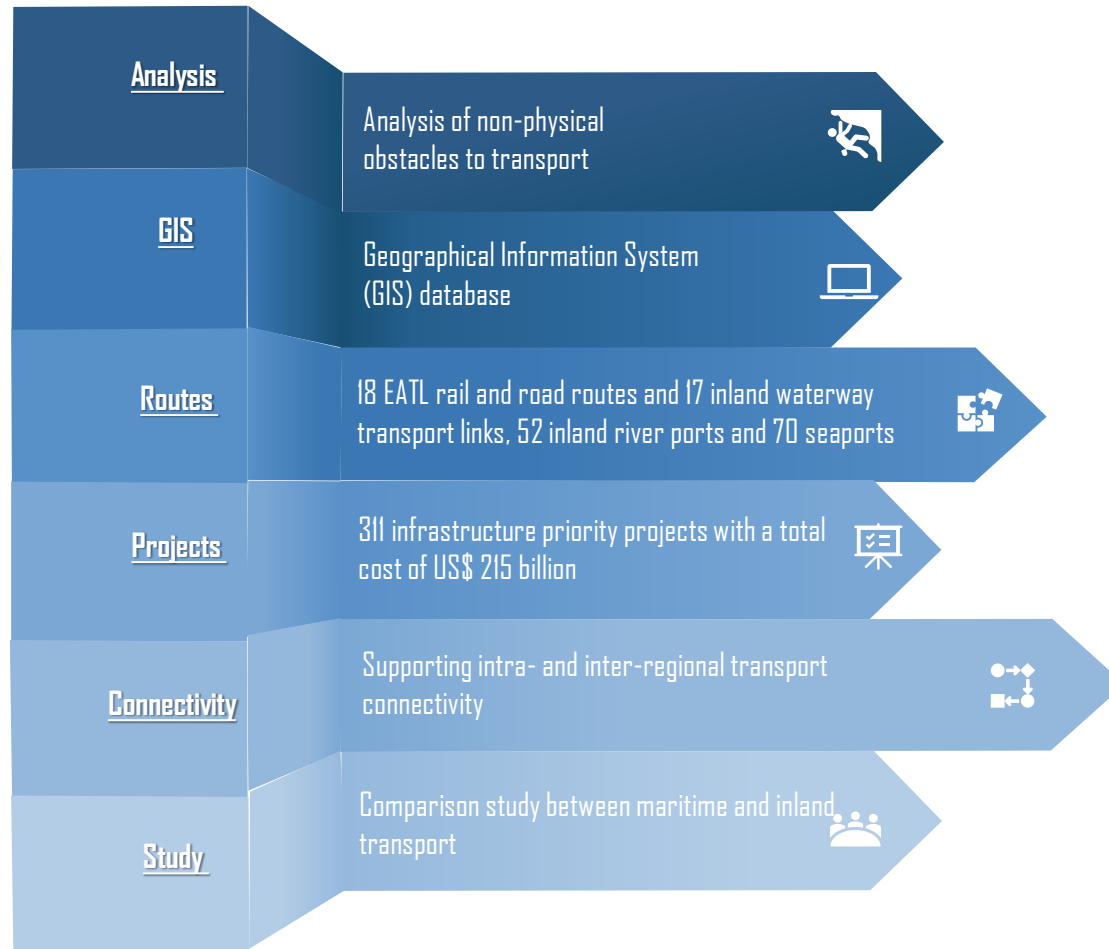 Analysis
Analysis of non-physical
obstacles to transport
GIS
Geographical Information System
(GIS) database
Routes
18 EATL rail and road routes and 17 inland waterway
transport links, 52 inland river ports and 70 seaports
Projects
311 infrastructure priority projects with a total
cost of US$ 215 billion
Connectivity
Supporting intra- and inter-regional transport
connectivity
Study
Comparison study between maritime and inland
transport